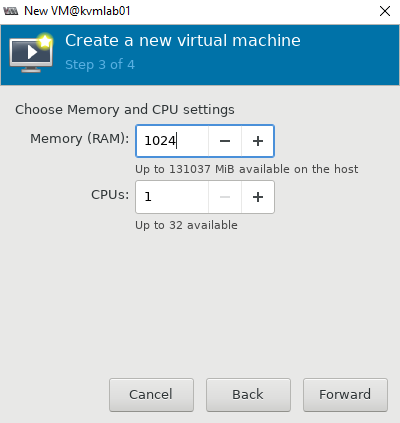 New VM@kvmlab01
Create a new virtual machine
Step 3 of 4
Choose Memory and CPU settings
Memory (RAM): 1024 − +
Up to 131037 MiB available on the host
CPUs: 1 − +
Up to 32 available
Cancel Back Forward